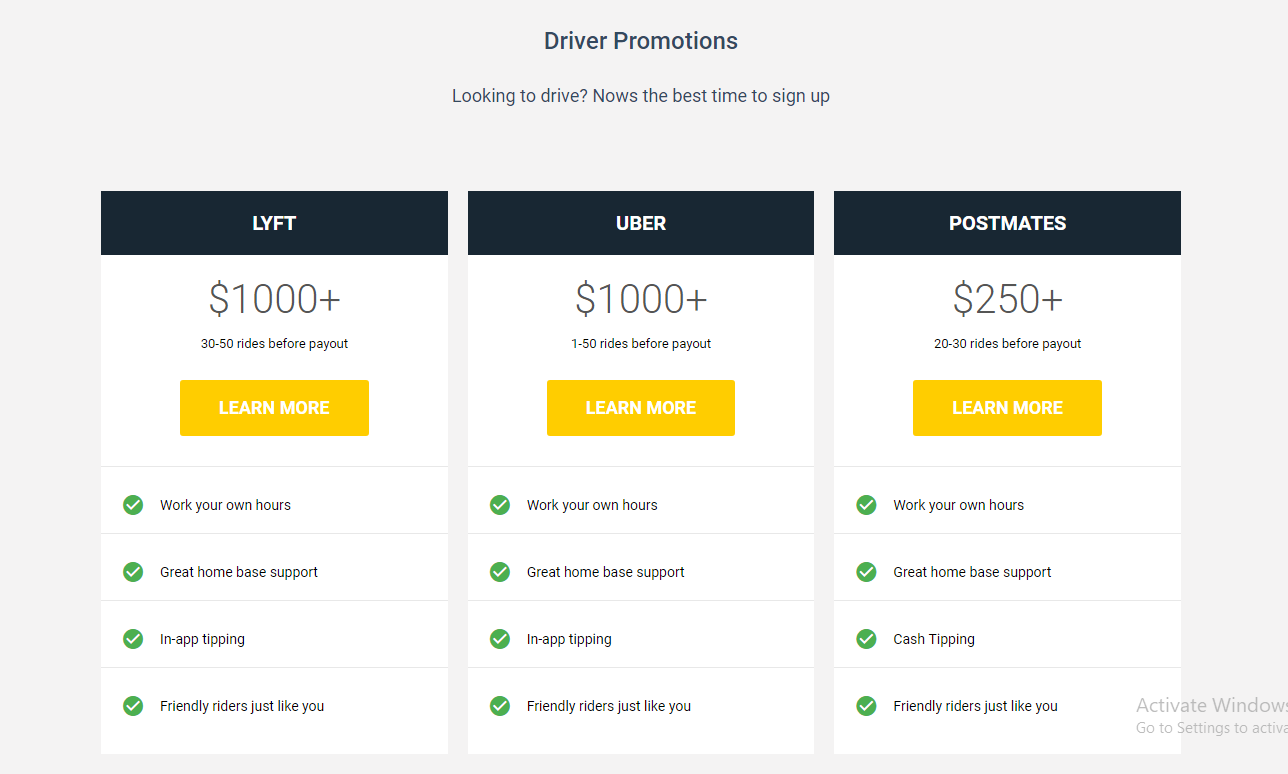 Driver Promotions
Looking to drive? Nows the best time to sign up
LYFT
$1000+
30-50 rides before payout
LEARN MORE
Work your own hours
Great home base support
In-app tipping
Friendly riders just like you
UBER
$1000+
1-50 rides before payout
LEARN MORE
Work your own hours
Great home base support
In-app tipping
Friendly riders just like you
POSTMATES
$250+
20-30 rides before payout
LEARN MORE
Work your own hours
Great home base support
Cash Tipping
Friendly riders just like you
Activate Windows
Go to Settings to activa